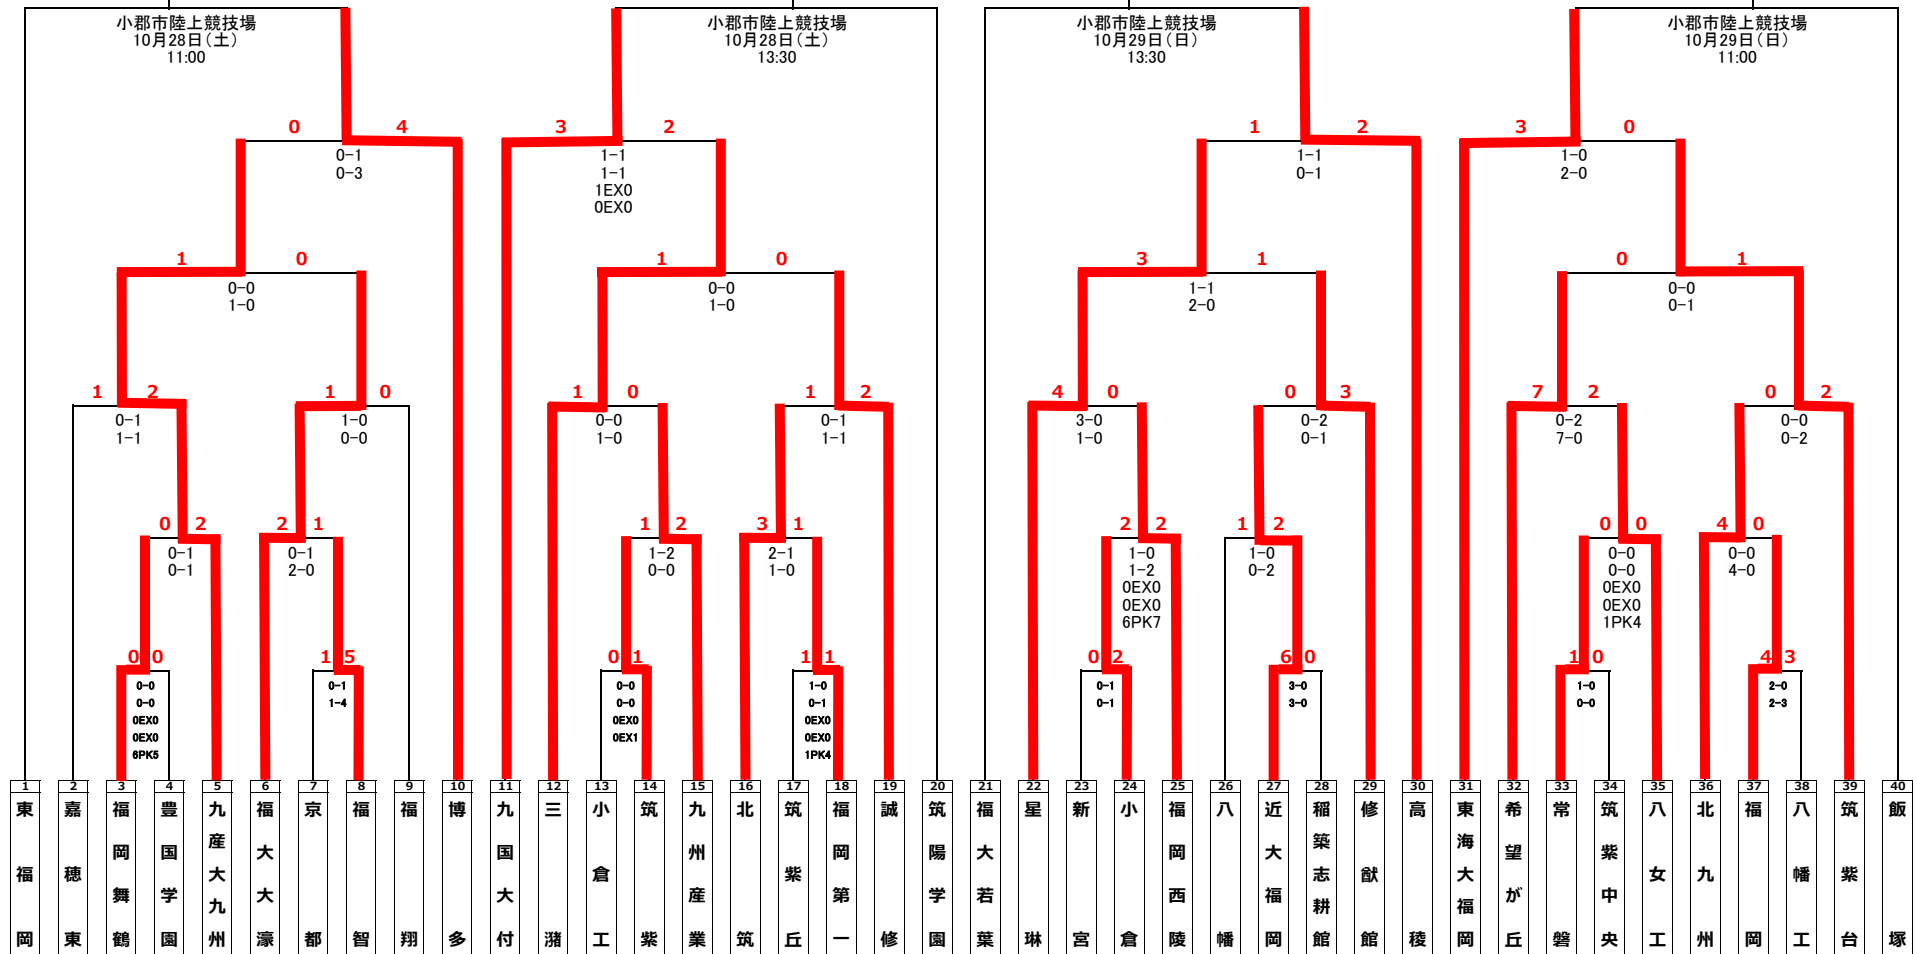 小郡市陸上競技場
10月28日(土)
11:00
小郡市陸上競技場
10月28日(土)
13:30
小郡市陸上競技場
10月29日(日)
13:30
小郡市陸上競技場
10月29日(日)
11:00
0 4
0-1
0-3
3 2
1-1
1-1
1EX0
0EX0
1 2
1-1
0-1
3 0
1-0
2-0
1 0
0-0
1-0
1 0
0-0
1-0
3 1
1-1
2-0
0 1
0-0
0-1
1 2
0-1
1-1
1 0
1-0
0-0
1 0
0-0
1-0
1 2
0-1
1-1
4 0
3-0
1-0
0 3
0-2
0-1
7 2
0-2
7-0
0 2
0-0
0-2
0 2
0-1
0-1
2 1
0-1
2-0
1 2
1-2
0-0
3 1
2-1
1-0
2 2
1-0
1-2
0EX0
0EX0
6PK7
1 2
1-0
0-2
0 0
0-0
0-0
0EX0
0EX0
1PK4
4 0
0-0
4-0
0 0
0-0
0-0
0EX0
0EX0
6PK5
1 5
0-1
1-4
0 1
0-0
0-0
0EX0
0EX1
1 1
1-0
0-1
0EX0
0EX0
1PK4
0 2
0-1
0-1
6 0
3-0
3-0
1 0
1-0
0-0
4 3
2-0
2-3
1 東福岡
2 嘉穂東
3 福岡舞鶴
4 豊国学園
5 九産大九州
6 福大大濠
7 京都
8 福智
9 福翔
10 博多
11 九国大付
12 三潴
13 小倉工
14 筑紫
15 九州産業
16 北筑
17 筑紫丘
18 福岡第一
19 誠修
20 筑陽学園
21 福大若葉
22 星琳
23 新宮
24 小倉
25 福岡西陵
26 八幡
27 近大福岡
28 稲築志耕館
29 修猷館
30 高稜
31 東海大福岡
32 希望が丘
33 常磐
34 筑紫中央
35 八女工
36 北九州
37 福岡
38 八幡工
39 筑紫台
40 飯塚